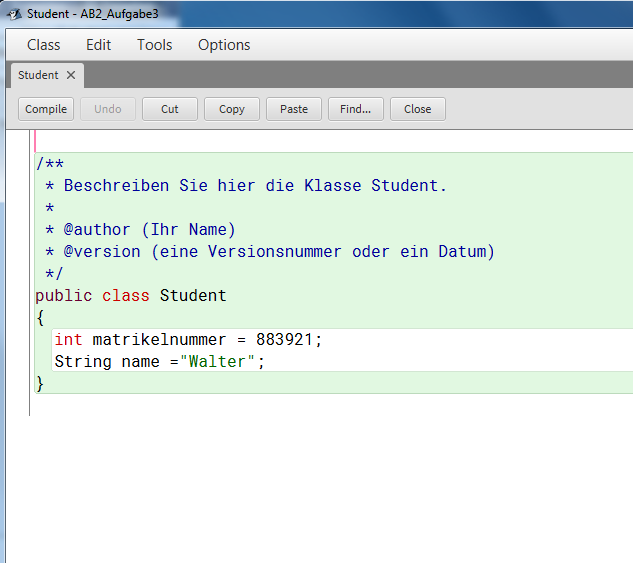 Student - AB2_Aufgabe3
Class Edit Tools Options
Student ✕
Compile Undo Cut Copy Paste Find... Close
/**
 * Beschreiben Sie hier die Klasse Student.
 *
 * @author (Ihr Name)
 * @version (eine Versionsnummer oder ein Datum)
 */
public class Student
{
  int matrikelnummer = 883921;
  String name ="Walter";
}